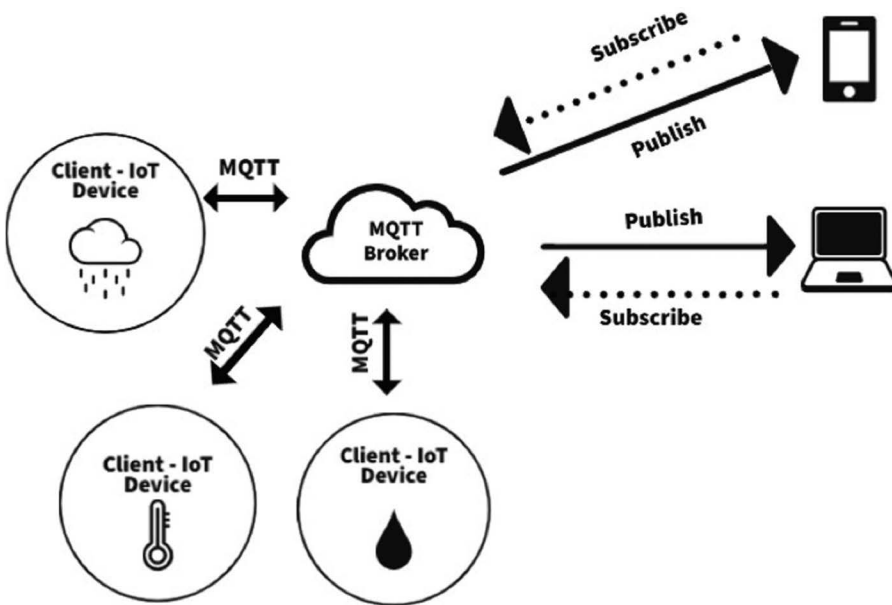 Subscribe
Publish
Client - IoT
Device
MQTT
MQTT
Broker
Publish
Subscribe
MQTT
MQTT
Client - IoT
Device
Client - IoT
Device